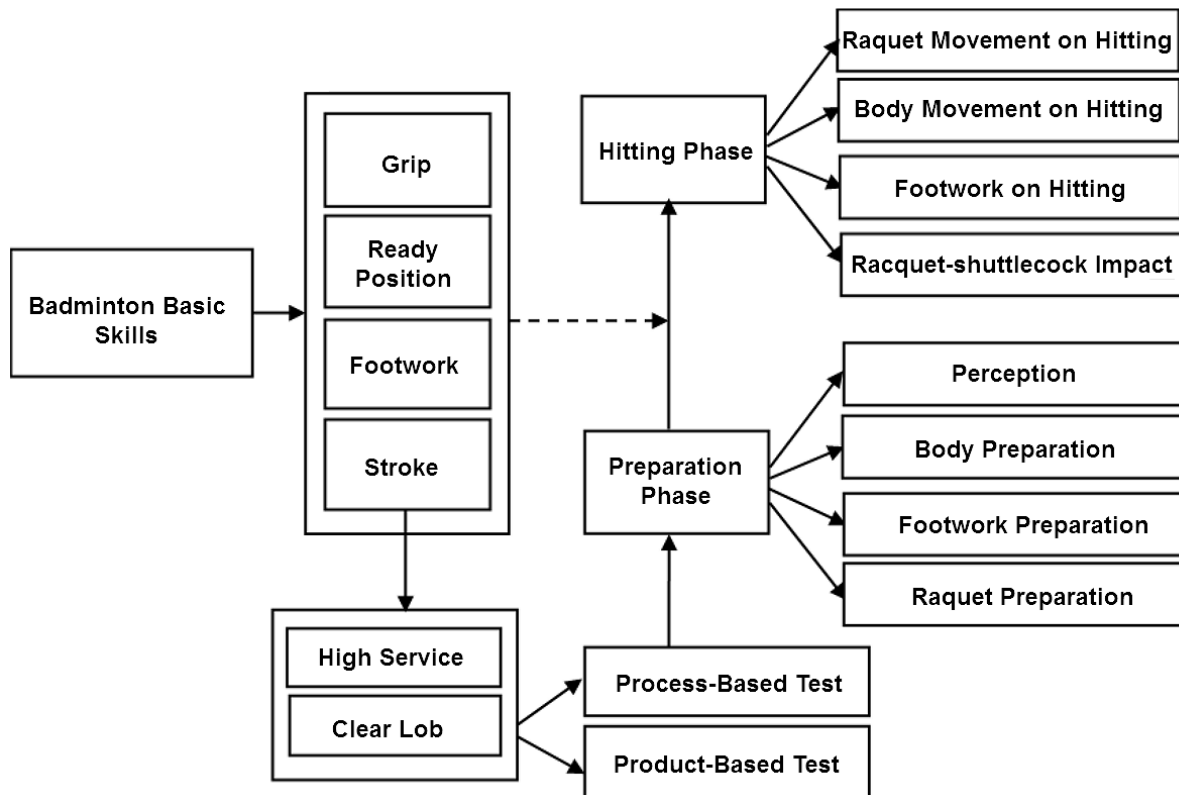 Badminton Basic
Skills
Grip
Ready
Position
Footwork
Stroke
High Service
Clear Lob
Process-Based Test
Product-Based Test
Preparation
Phase
Hitting Phase
Raquet Movement on Hitting
Body Movement on Hitting
Footwork on Hitting
Racquet-shuttlecock Impact
Perception
Body Preparation
Footwork Preparation
Raquet Preparation